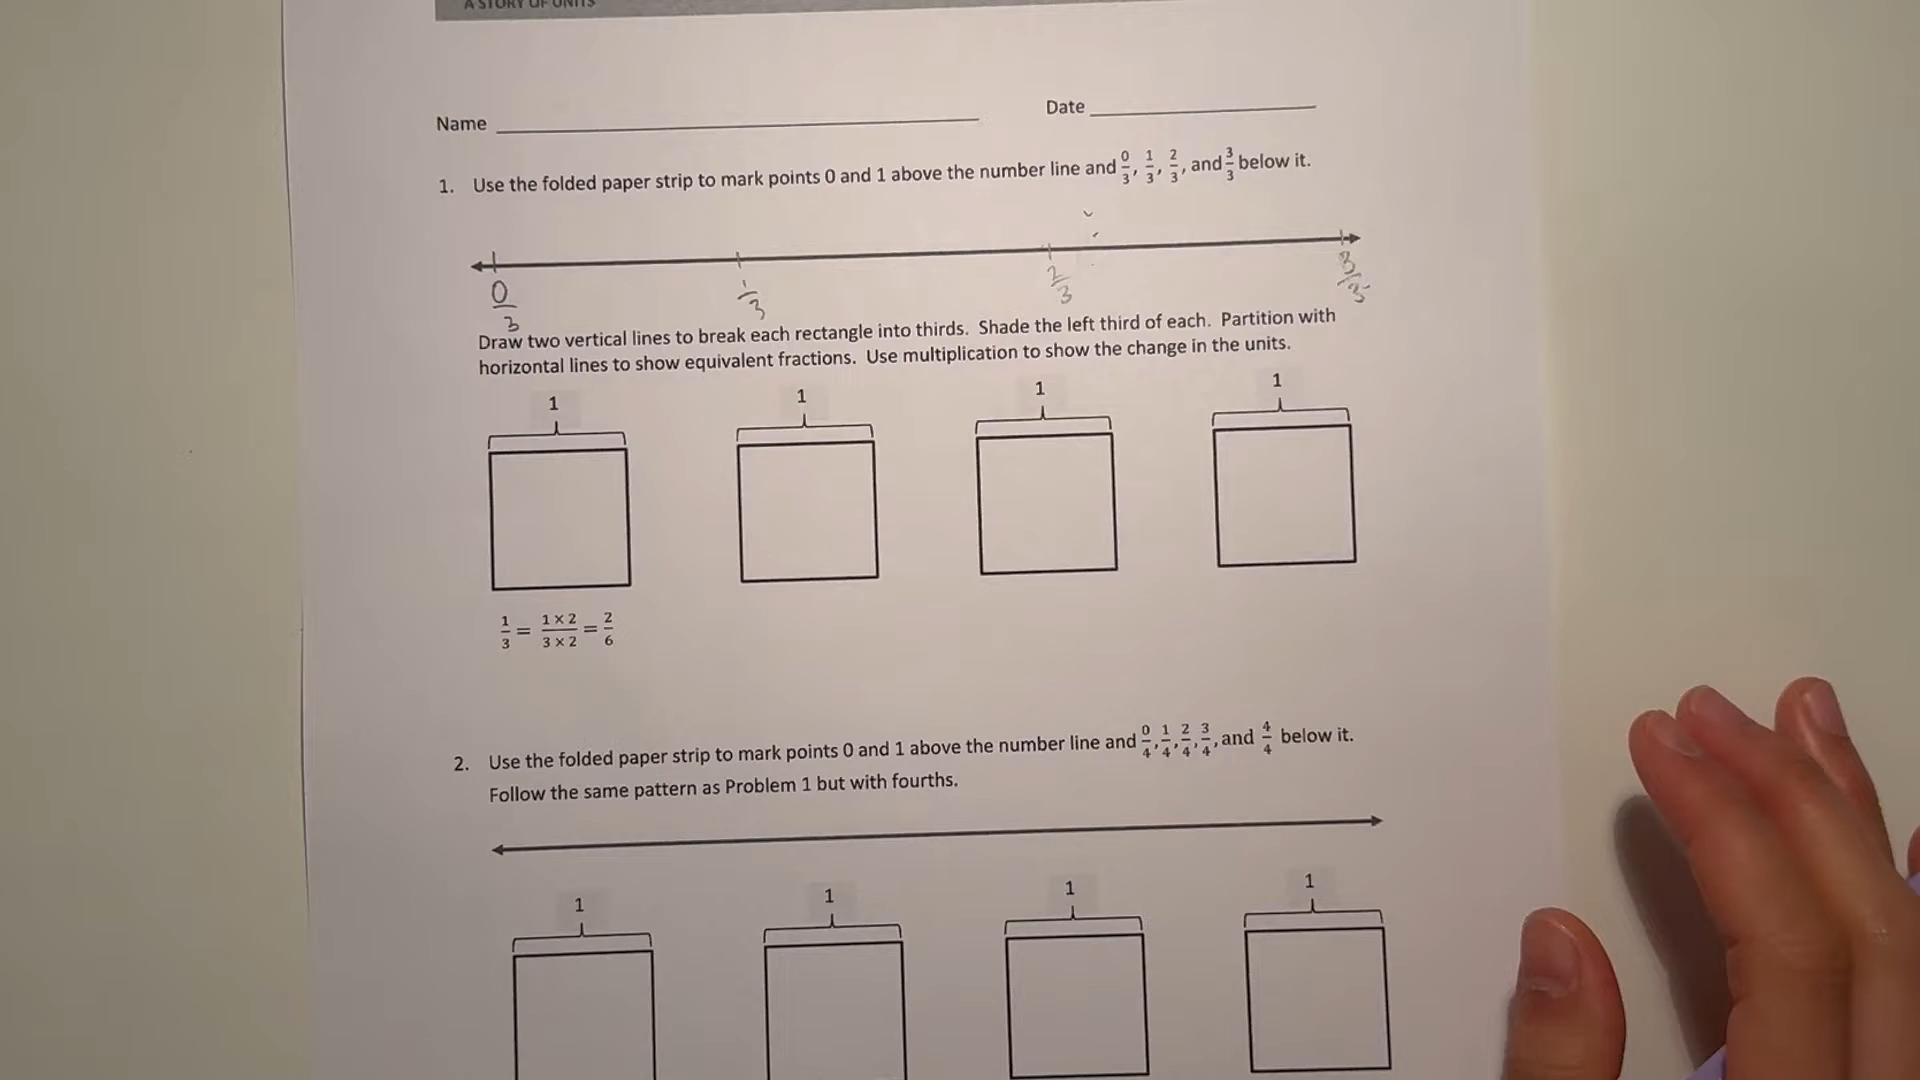 A STORY OF UNITS
Name Date
1. Use the folded paper strip to mark points 0 and 1 above the number line and 0/3, 1/3, 2/3, and 3/3 below it.
0/3 1/3 2/3 3/3
Draw two vertical lines to break each rectangle into thirds. Shade the left third of each. Partition with
horizontal lines to show equivalent fractions. Use multiplication to show the change in the units.
1 1 1 1
1/3 = 1 × 2/3 × 2 = 2/6
2. Use the folded paper strip to mark points 0 and 1 above the number line and 0/4, 1/4, 2/4, 3/4, and 4/4 below it.
Follow the same pattern as Problem 1 but with fourths.
1 1 1 1